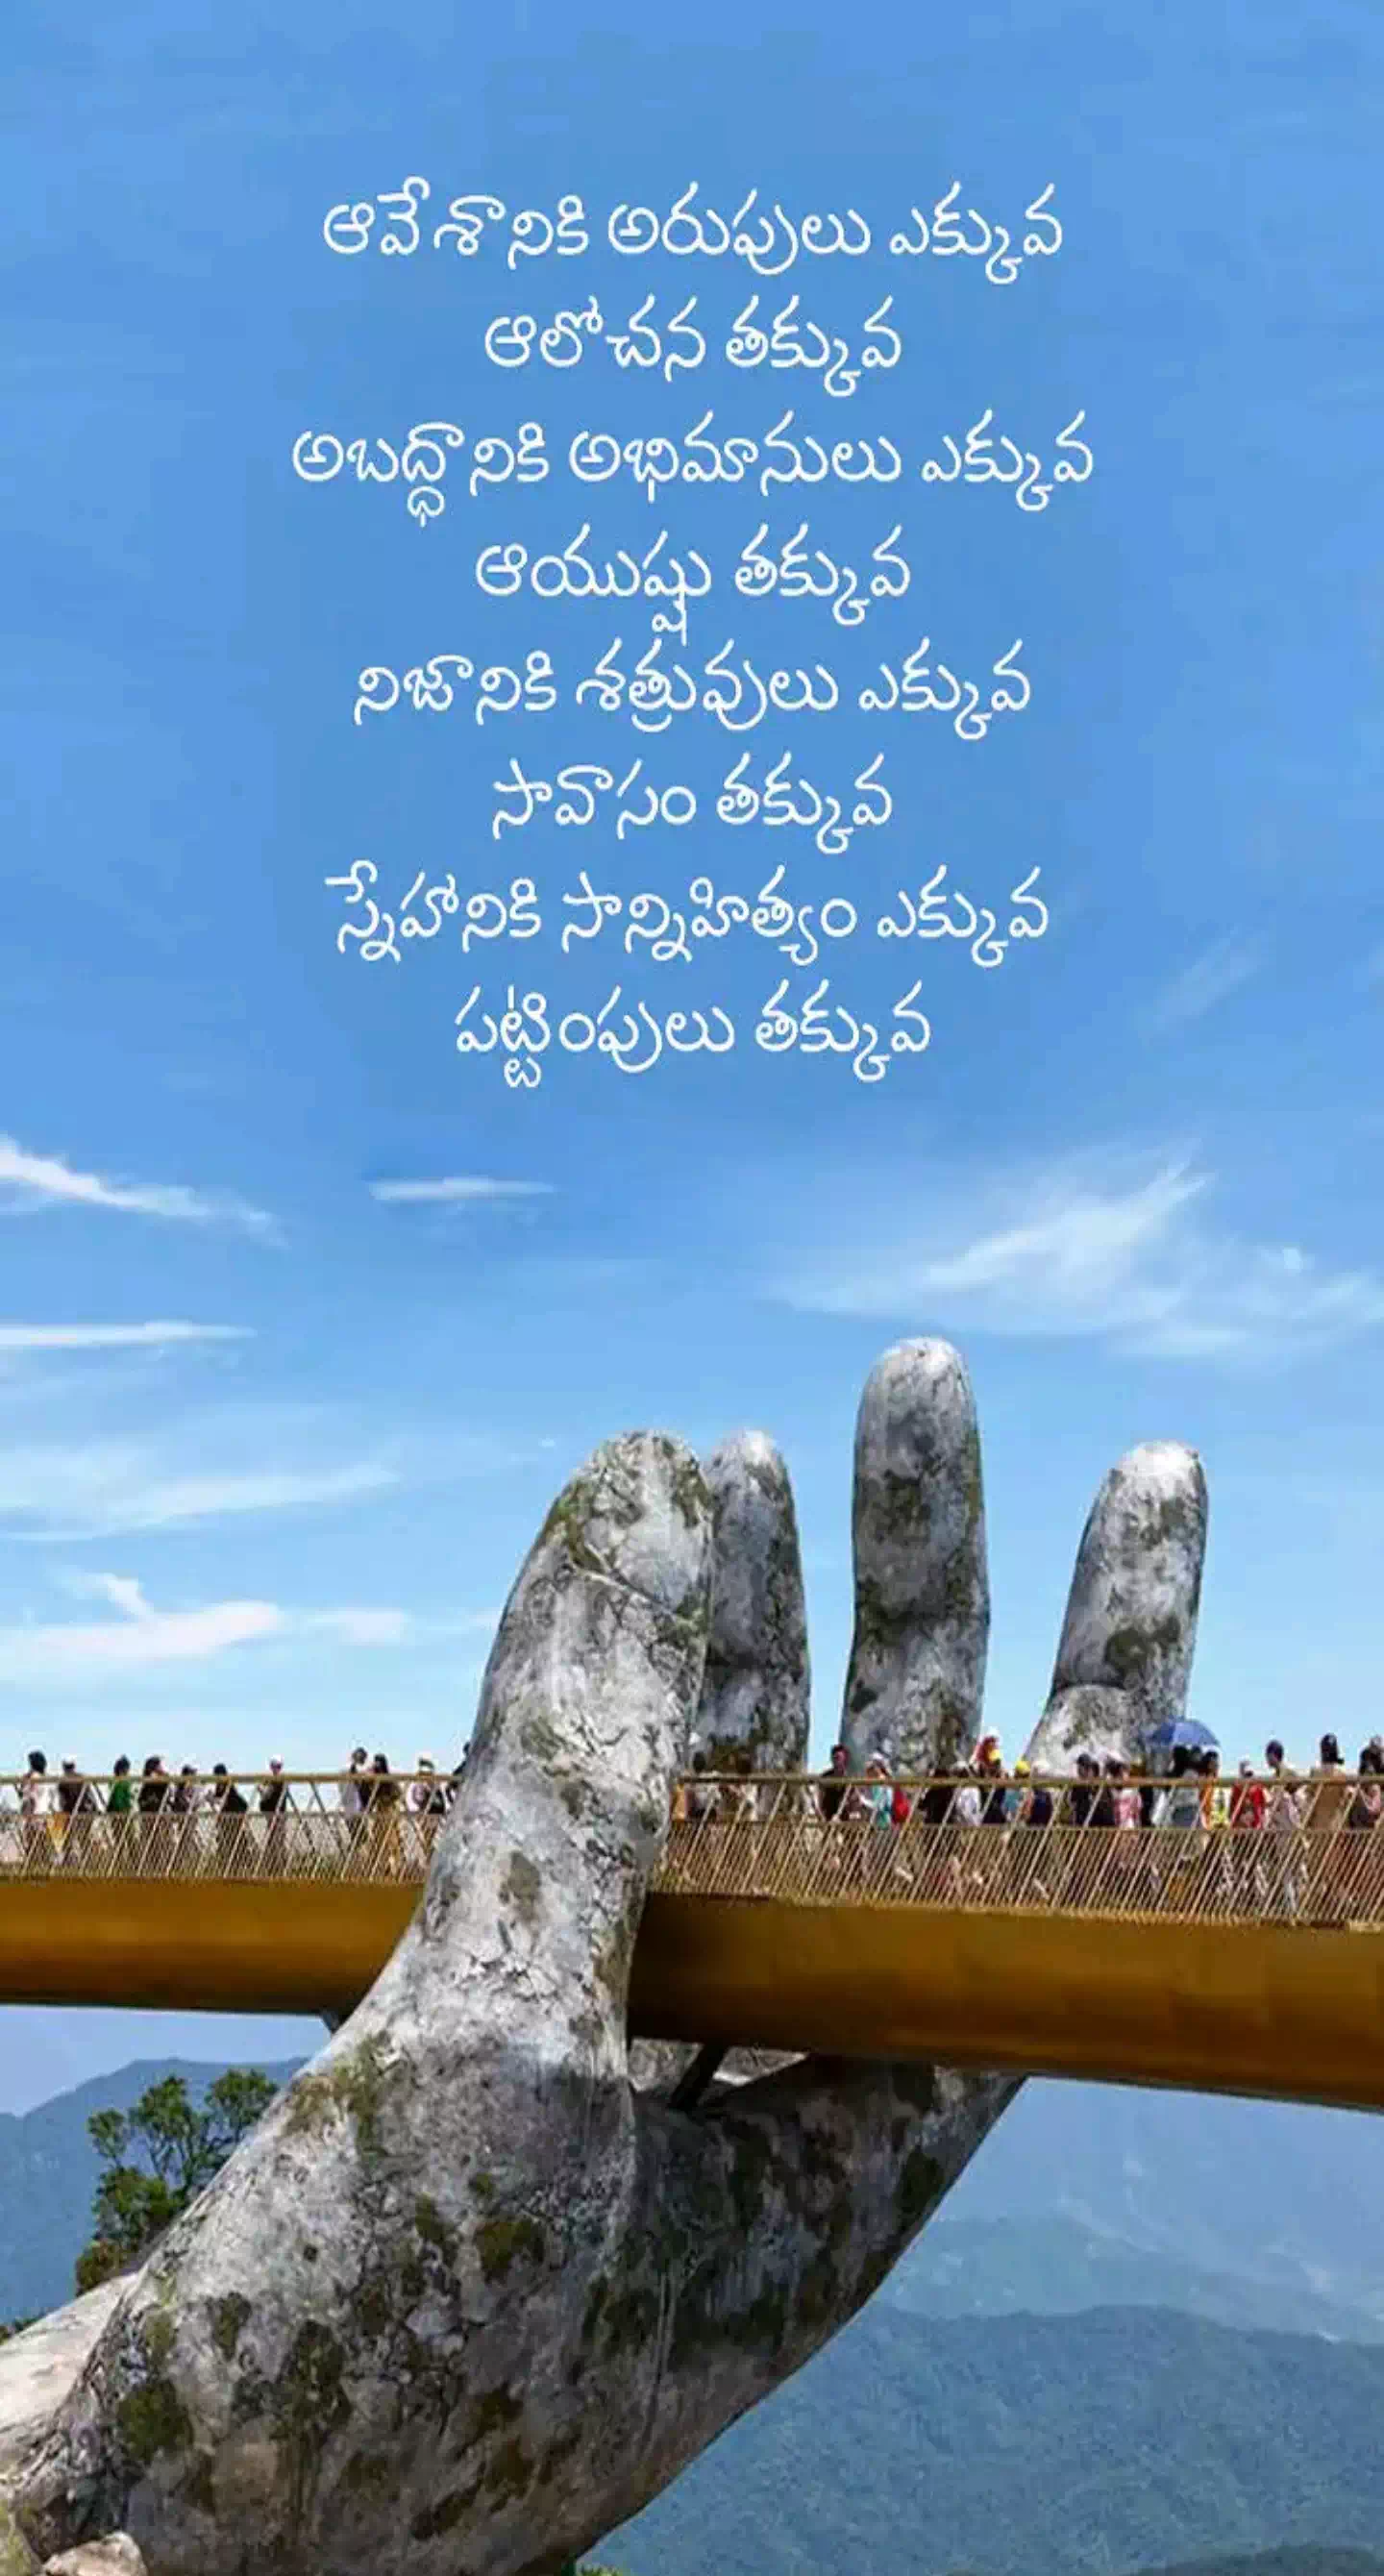 ఆవేశానికి అరుపులు ఎక్కువ
ఆలోచన తక్కువ
అబద్ధానికి అభిమానులు ఎక్కువ
ఆయుష్షు తక్కువ
నిజానికి శత్రువులు ఎక్కువ
సావాసం తక్కువ
స్నేహానికి సాన్నిహిత్యం ఎక్కువ
పట్టింపులు తక్కువ